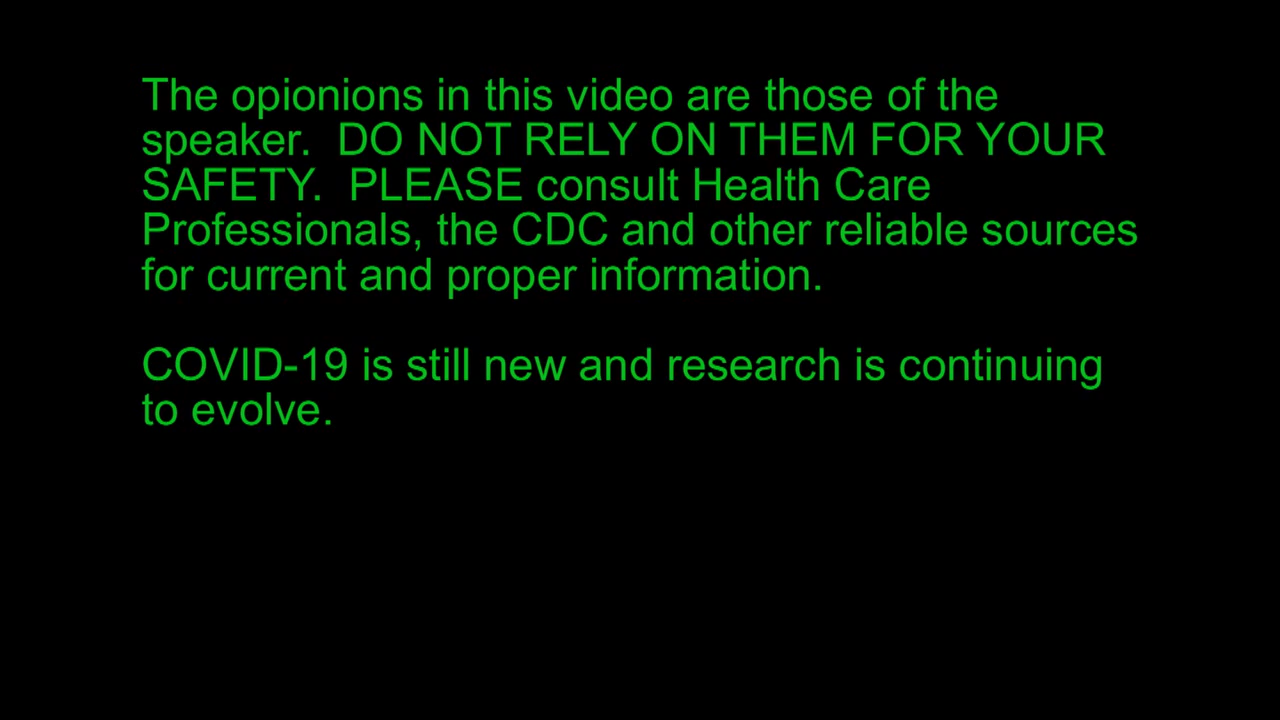 The opionions in this video are those of the
speaker.  DO NOT RELY ON THEM FOR YOUR
SAFETY.  PLEASE consult Health Care
Professionals, the CDC and other reliable sources
for current and proper information.
COVID-19 is still new and research is continuing
to evolve.